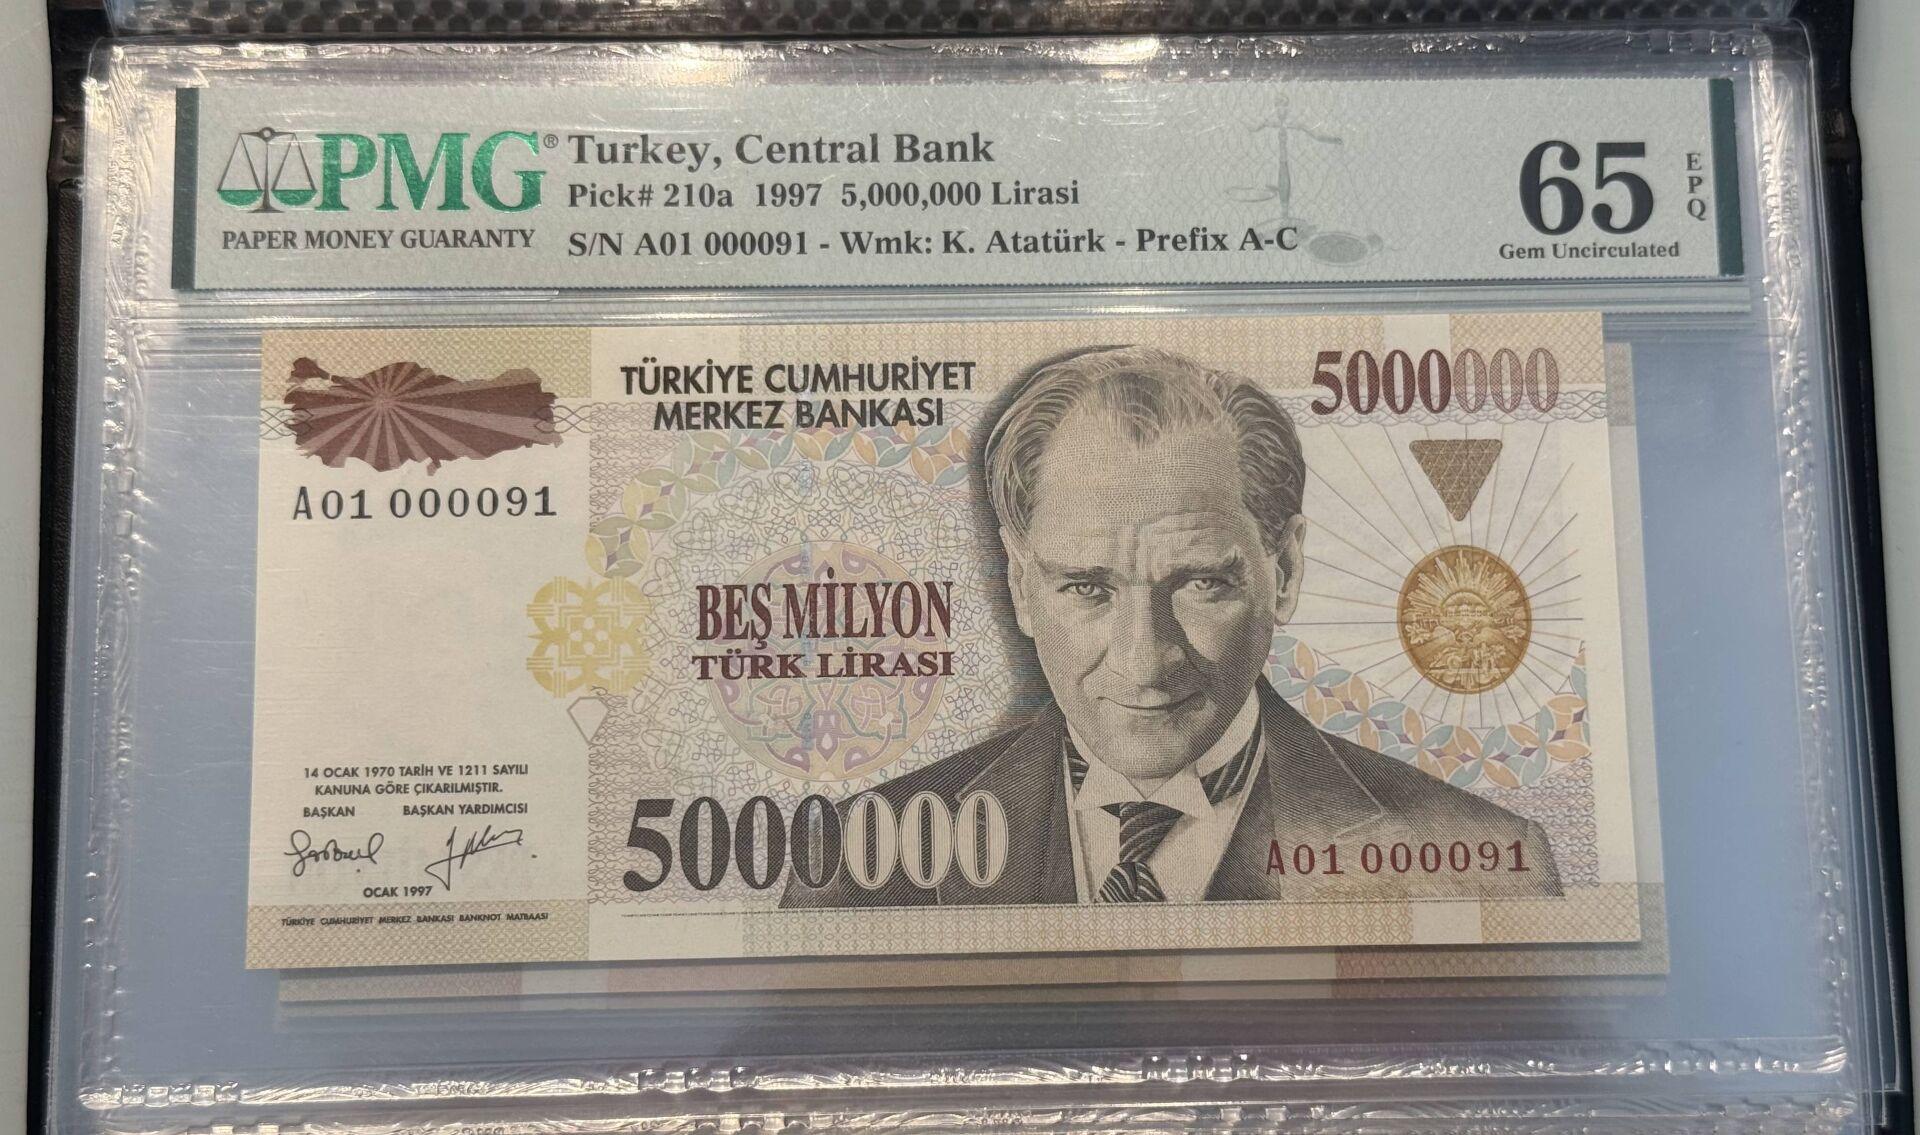 PMG®
PAPER MONEY GUARANTY
Turkey, Central Bank
Pick# 210a 1997 5,000,000 Lirasi
S/N A01 000091 - Wmk: K. Atatürk - Prefix A-C
65
EPQ
Gem Uncirculated
TÜRKİYE CUMHURİYET
MERKEZ BANKASI
5000000
A01 000091
BEŞ MİLYON
TÜRK LİRASI
14 OCAK 1970 TARİH VE 1211 SAYILI
KANUNA GÖRE ÇIKARILMIŞTIR.
BAŞKAN BAŞKAN YARDIMCISI
OCAK 1997
5000000
A01 000091
TÜRKİYE CUMHURİYET MERKEZ BANKASI BANKNOT MATBAASI